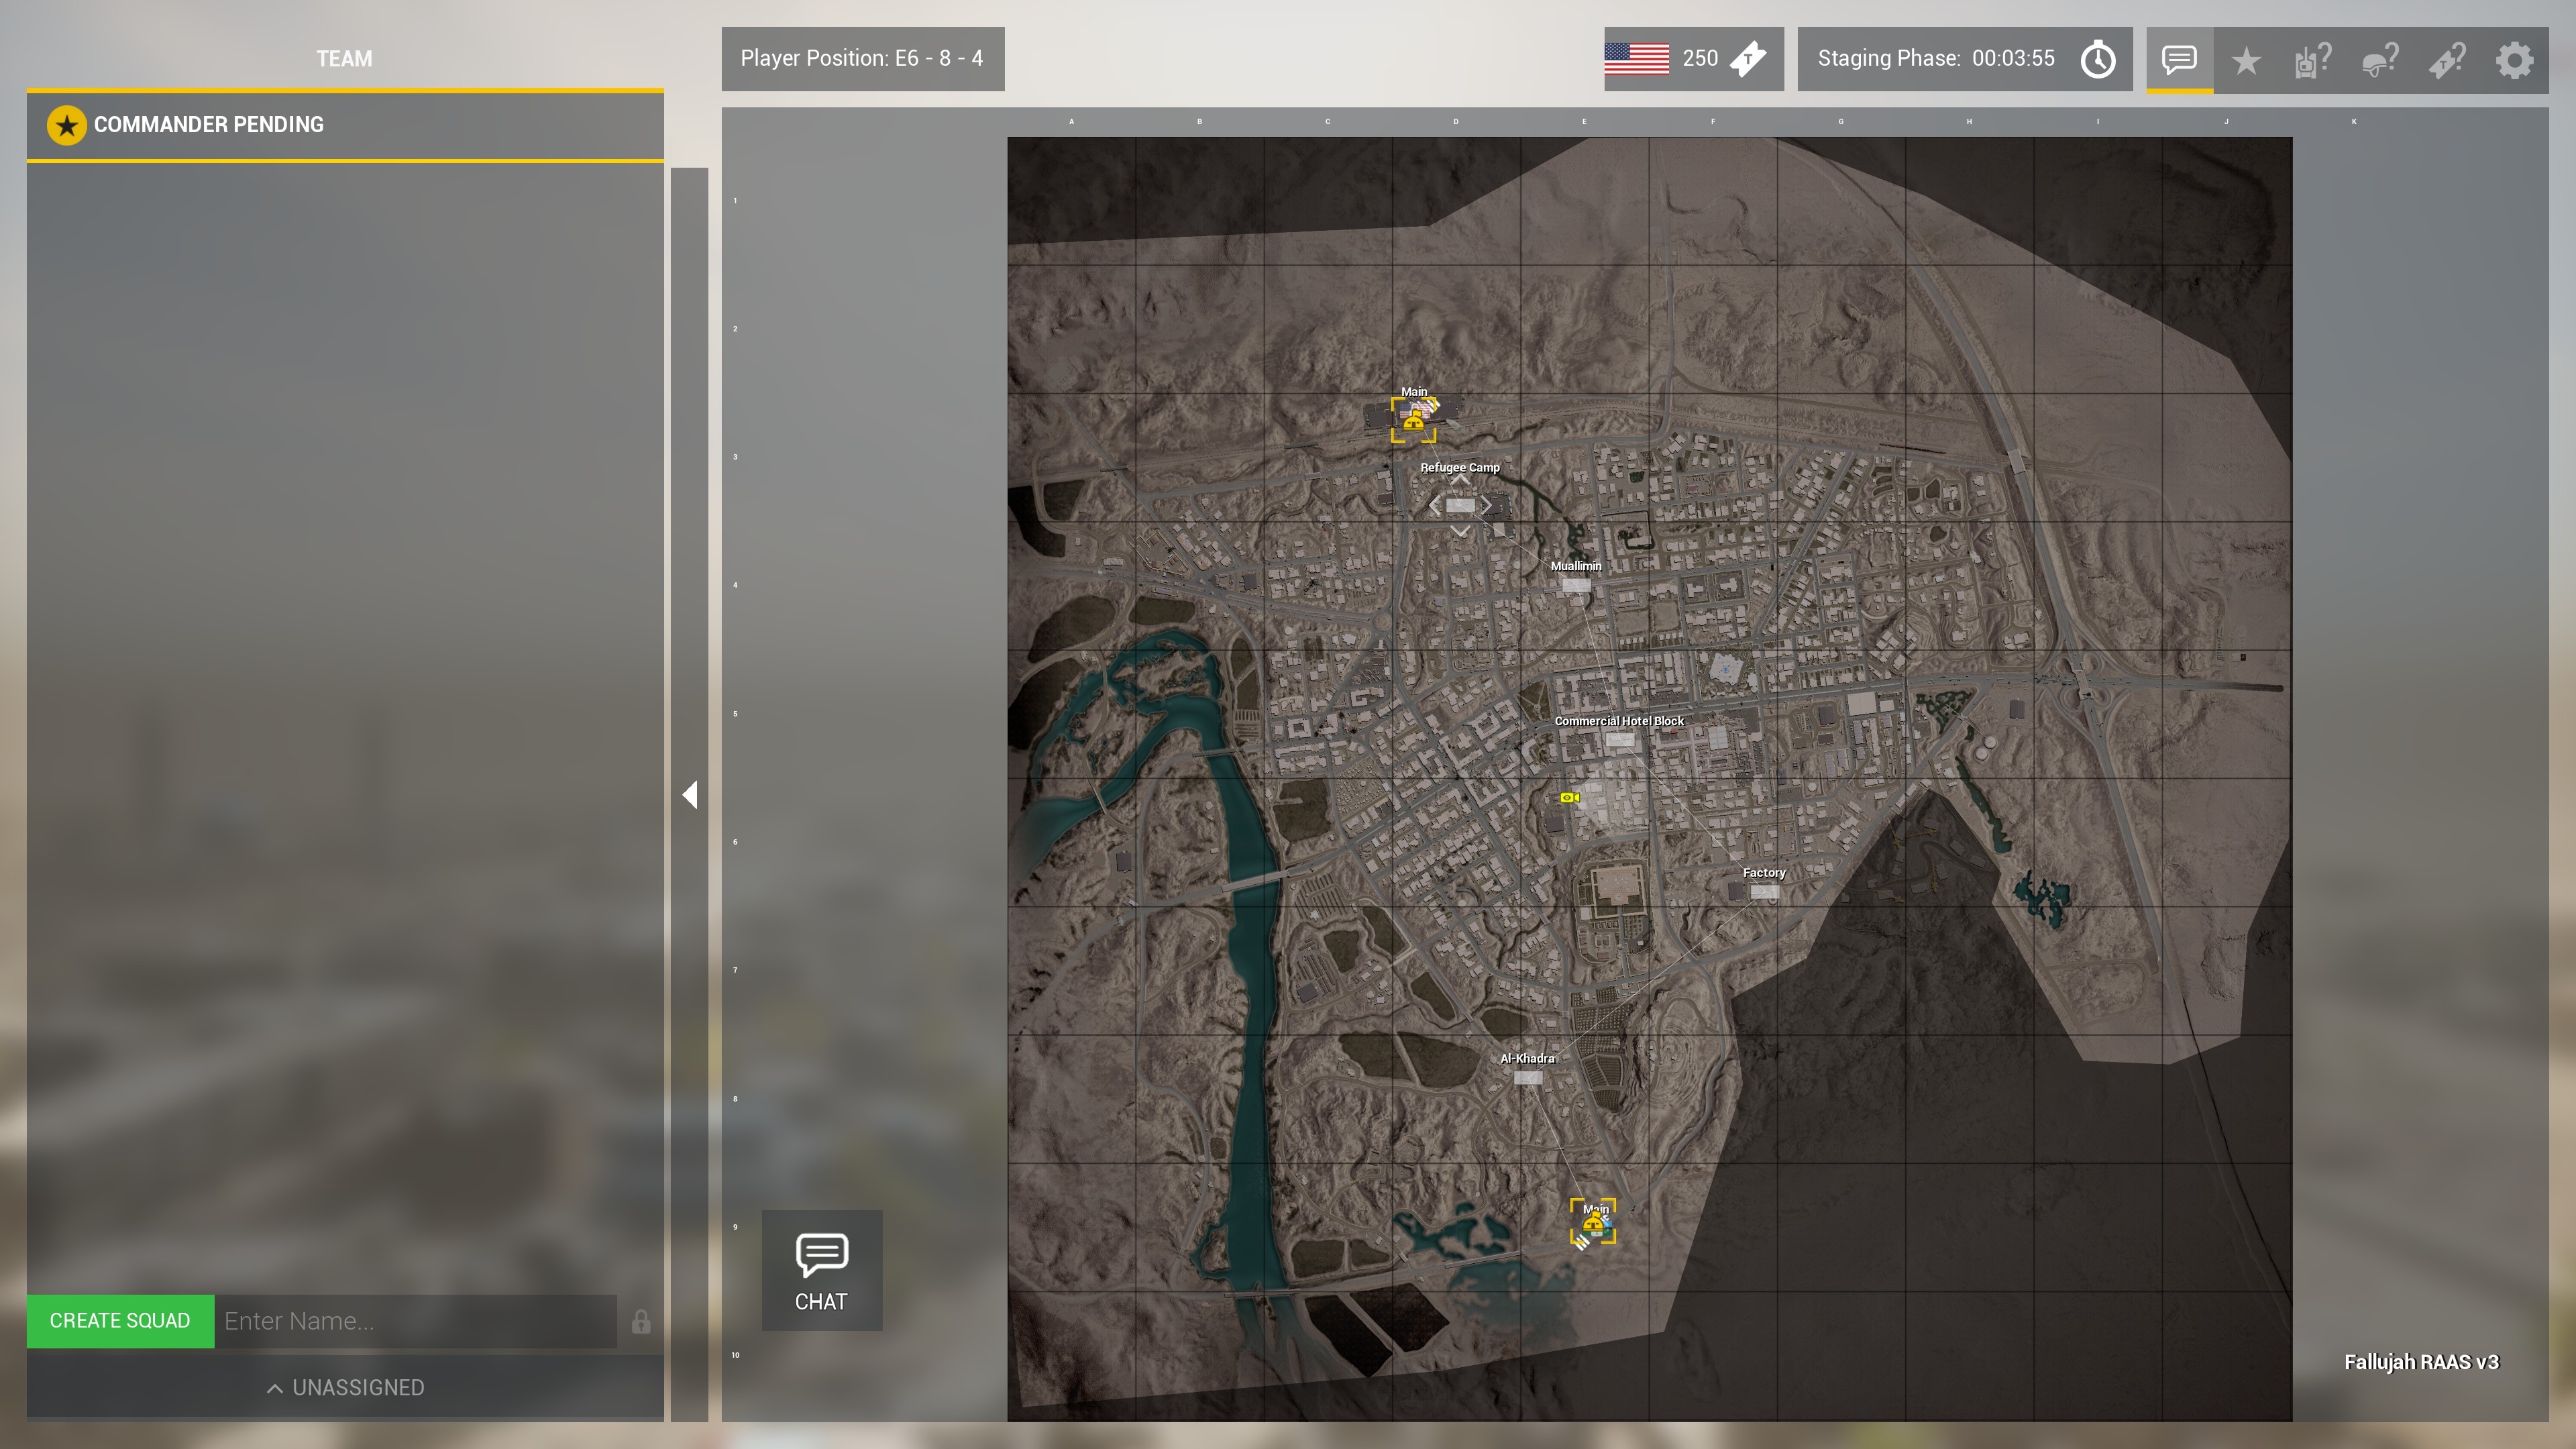 TEAM
Player Position: E6 - 8 - 4
250
Staging Phase: 00:03:55
COMMANDER PENDING
A B C D E F G H I J K
1
2
3
4
5
6
7
8
9
10
Main
Refugee Camp
Muallimin
Commercial Hotel Block
Factory
Al-Khadra
Main
CHAT
CREATE SQUAD
Enter Name...
UNASSIGNED
Fallujah RAAS v3